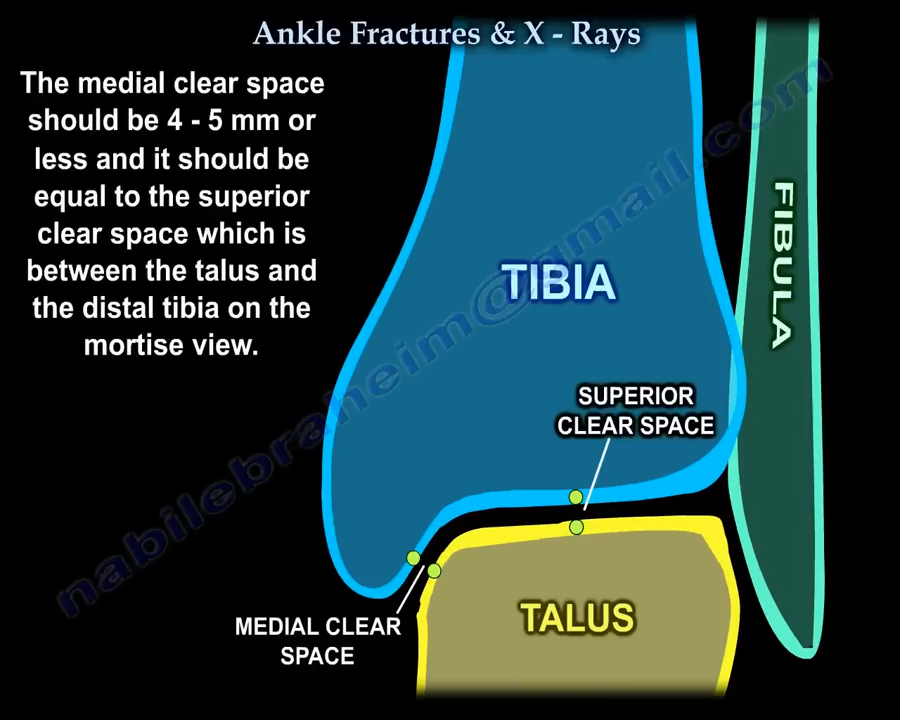 Ankle Fractures & X - Rays
The medial clear space
should be 4 - 5 mm or
less and it should be
equal to the superior
clear space which is
between the talus and
the distal tibia on the
mortise view.
TIBIA
FIBULA
SUPERIOR
CLEAR SPACE
MEDIAL CLEAR
SPACE
TALUS
nabilebraheim@gmail.com